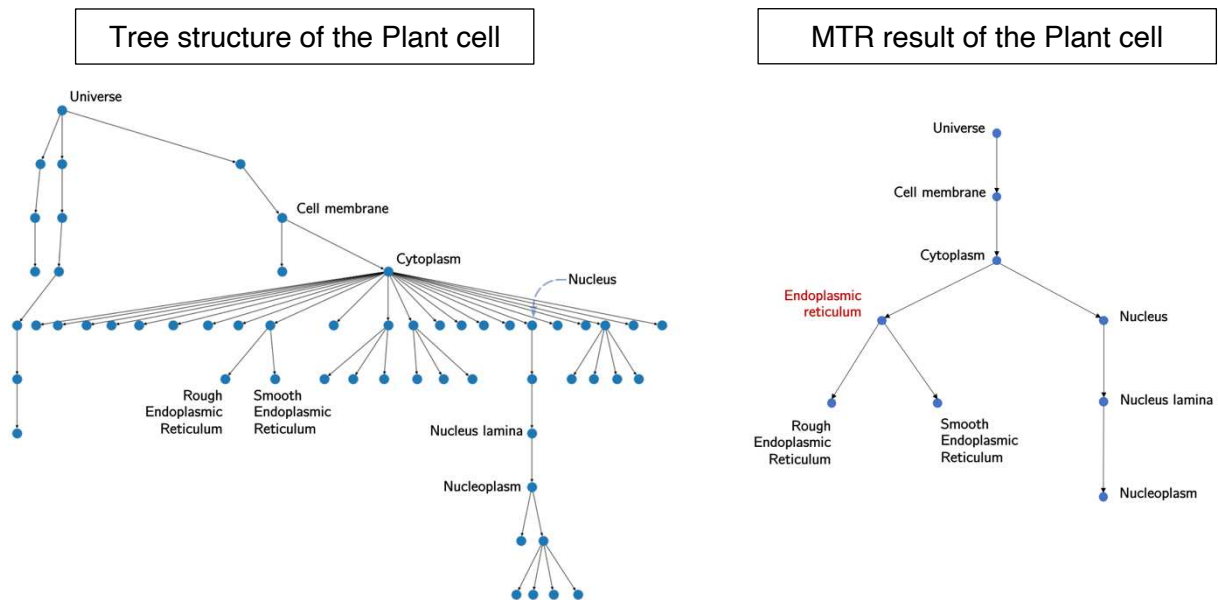 Tree structure of the Plant cell
Universe
Cell membrane
Cytoplasm
Nucleus
Rough
Endoplasmic
Reticulum
Smooth
Endoplasmic
Reticulum
Nucleus lamina
Nucleoplasm
MTR result of the Plant cell
Universe
Cell membrane
Cytoplasm
Endoplasmic
reticulum
Nucleus
Rough
Endoplasmic
Reticulum
Smooth
Endoplasmic
Reticulum
Nucleus lamina
Nucleoplasm